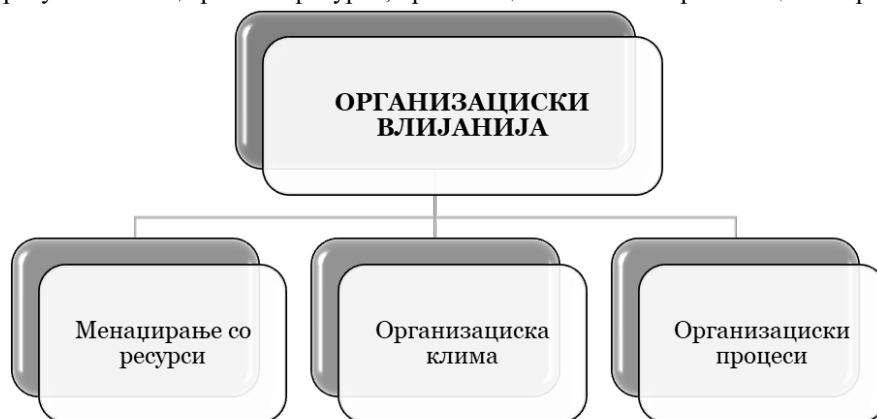 ОРГАНИЗАЦИСКИ
ВЛИЈАНИЈА
Менаџирање со
ресурси
Организациска
клима
Организациски
процеси